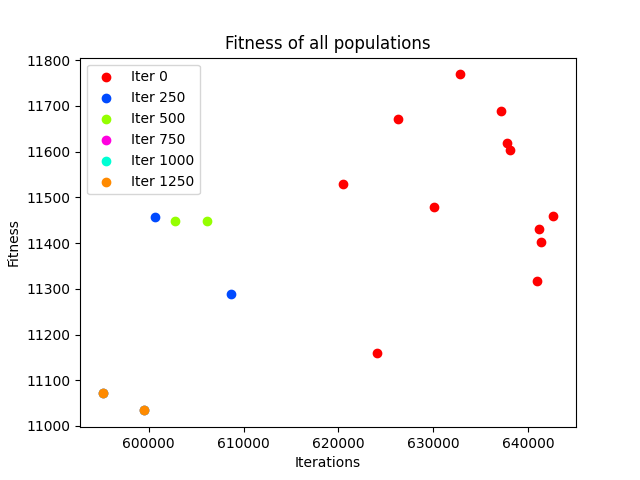 Fitness of all populations
11800
11700
11600
11500
11400
11300
11200
11100
11000
Fitness
Iter 0
Iter 250
Iter 500
Iter 750
Iter 1000
Iter 1250
600000 610000 620000 630000 640000
Iterations